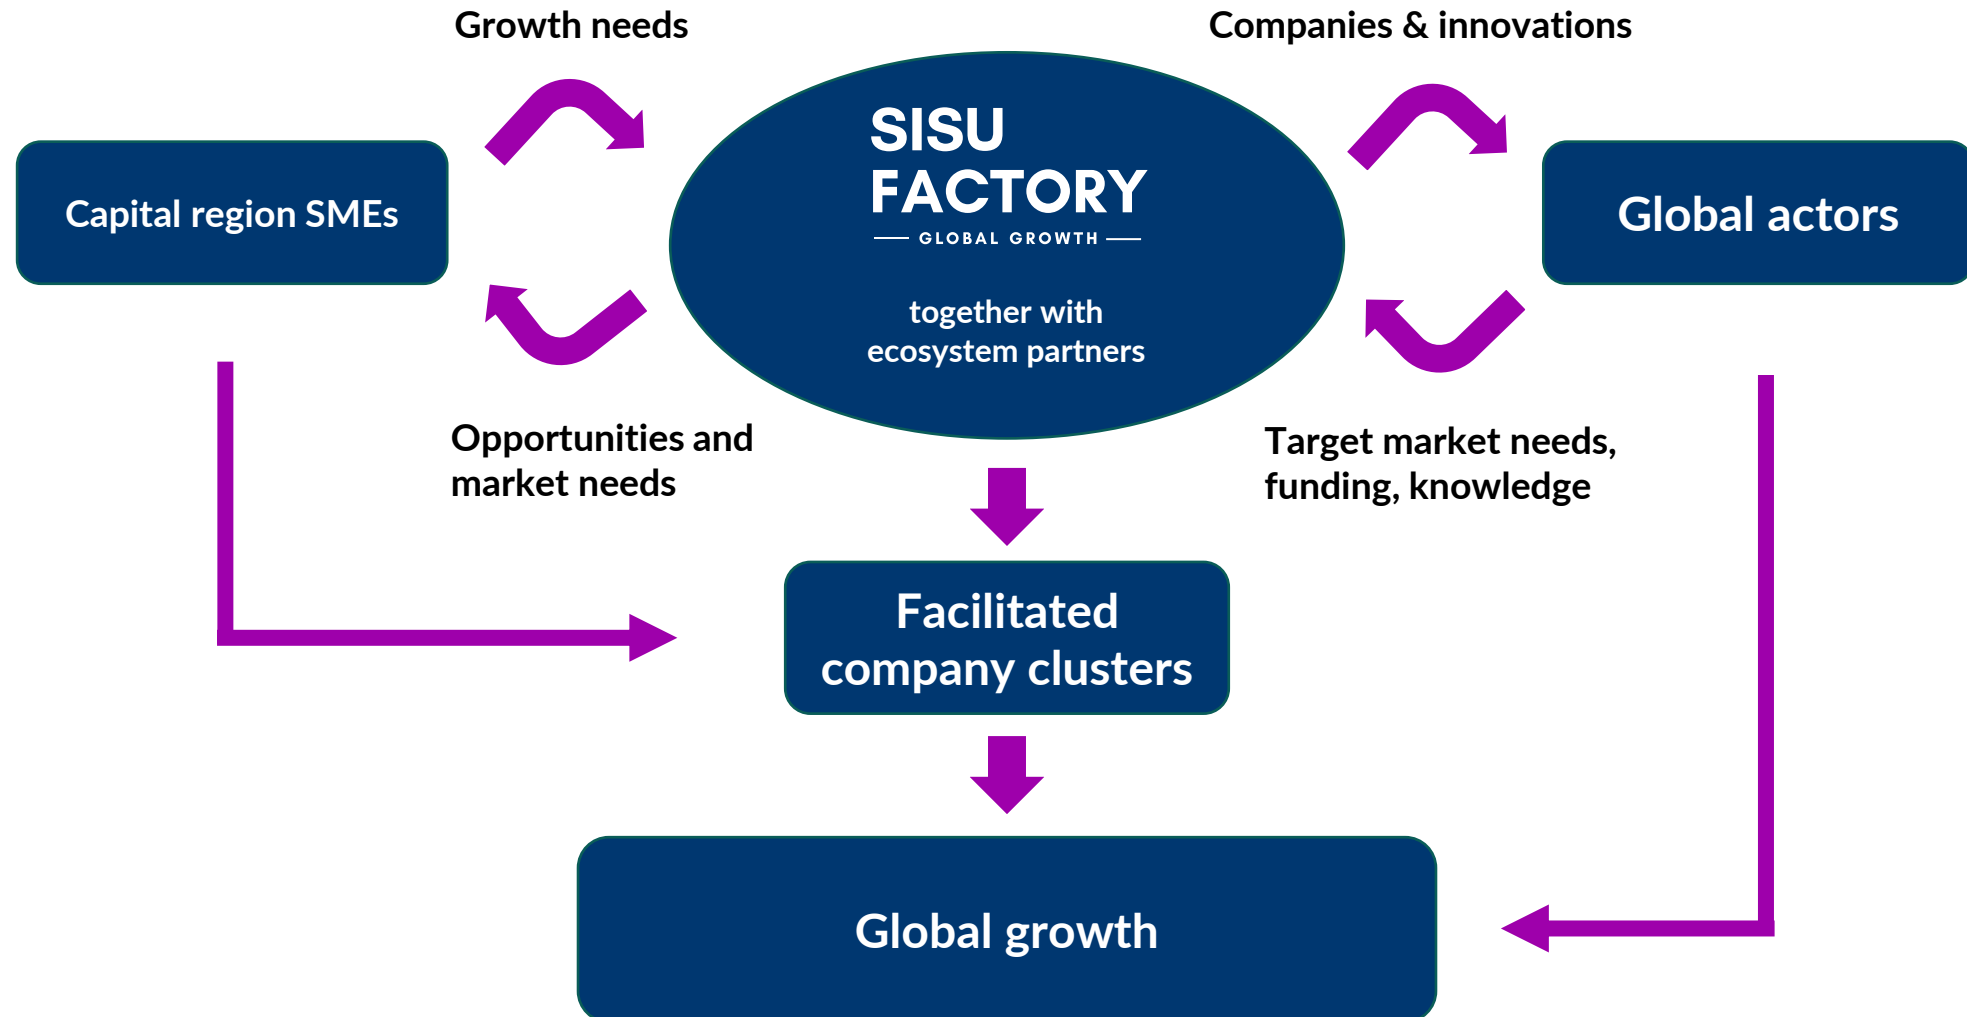 Growth needs
Companies & innovations
SISU
FACTORY
GLOBAL GROWTH
together with
ecosystem partners
Capital region SMEs
Global actors
Opportunities and
market needs
Target market needs,
funding, knowledge
Facilitated
company clusters
Global growth